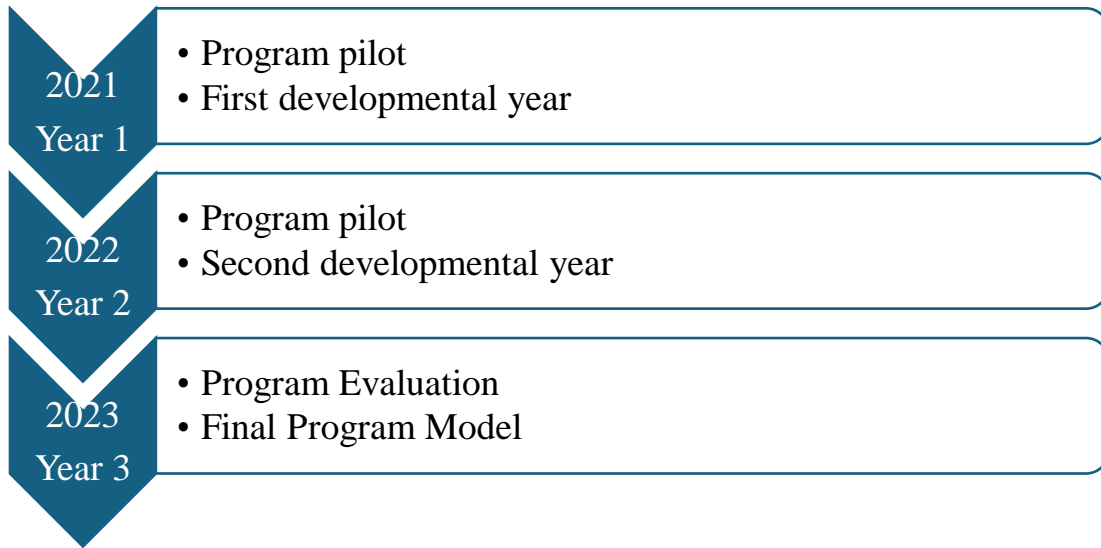 2021
Year 1
• Program pilot
• First developmental year
2022
Year 2
• Program pilot
• Second developmental year
2023
Year 3
• Program Evaluation
• Final Program Model